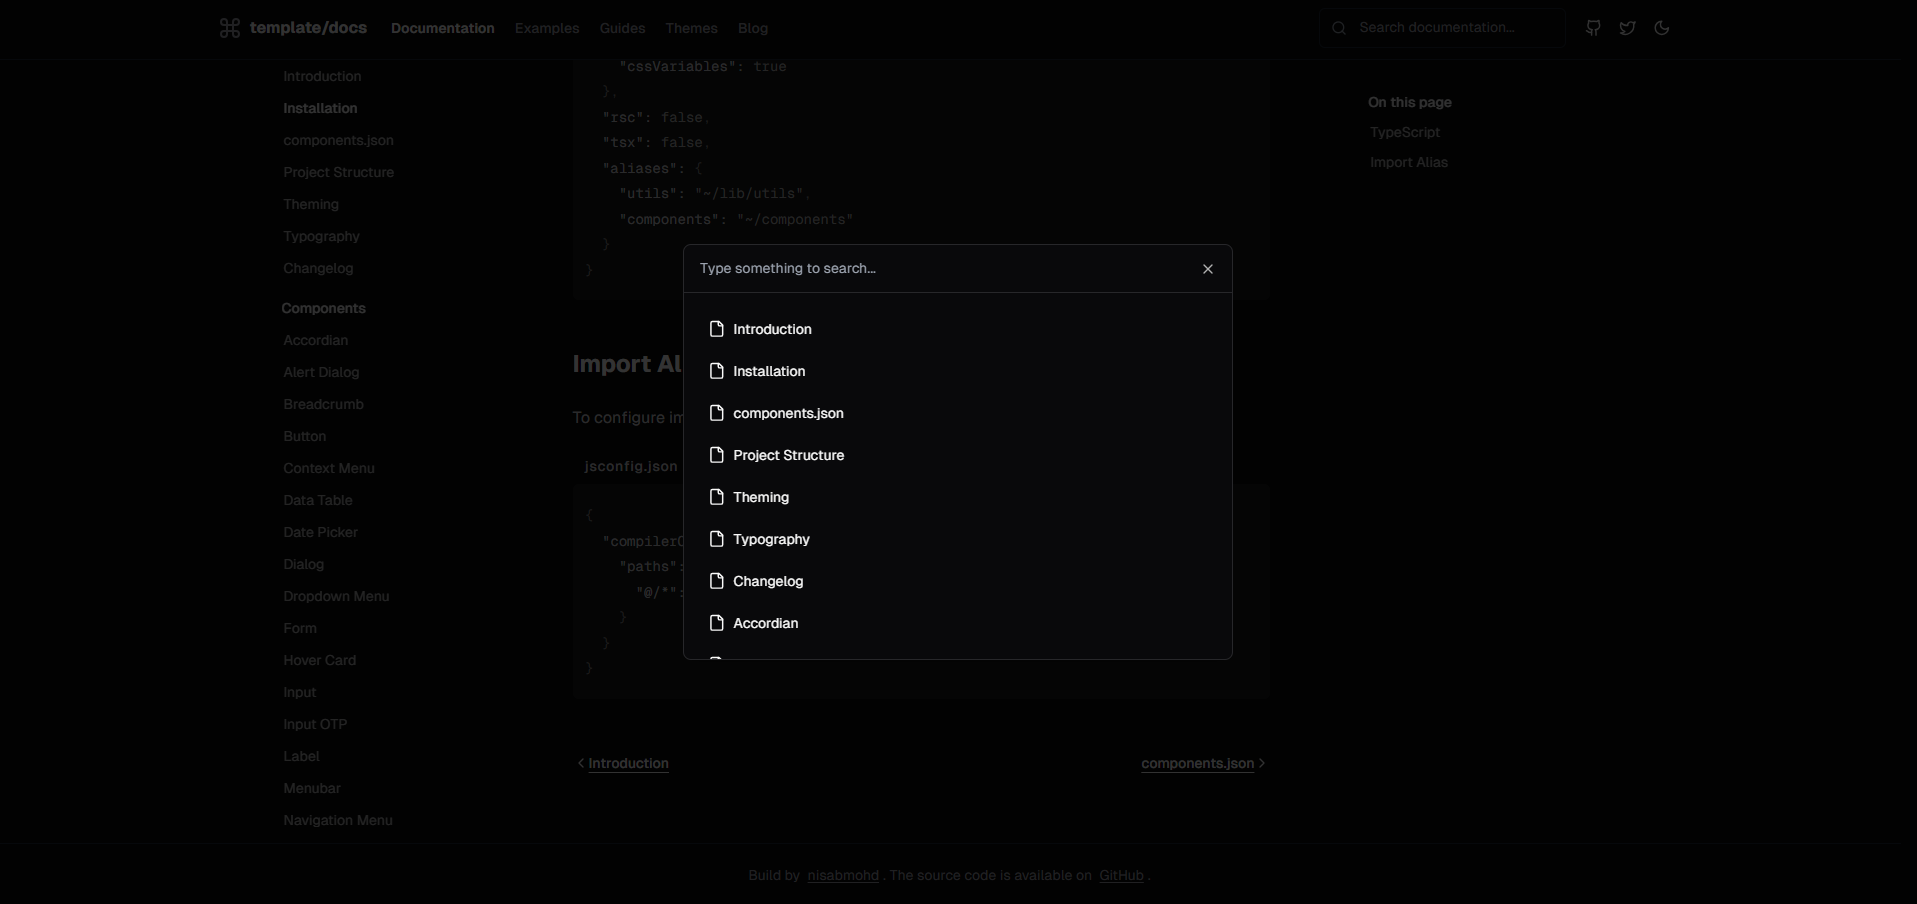 template/docs Documentation Examples Guides Themes Blog Search documentation...
Introduction
Installation
components.json
Project Structure
Theming
Typography
Changelog
Components
Accordian
Alert Dialog
Breadcrumb
Button
Context Menu
Data Table
Date Picker
Dialog
Dropdown Menu
Form
Hover Card
Input
Input OTP
Label
Menubar
Navigation Menu
"cssVariables": true
},
"rsc": false,
"tsx": false,
"aliases": {
"utils": "~/lib/utils",
"components": "~/components"
}
}
Import Al
To configure im
jsconfig.json
{
"compilerO
"paths":
"@/*":
}
}
}
Introduction
components.json
Type something to search...
Introduction
Installation
components.json
Project Structure
Theming
Typography
Changelog
Accordian
On this page
TypeScript
Import Alias
Build by nisabmohd . The source code is available on GitHub .